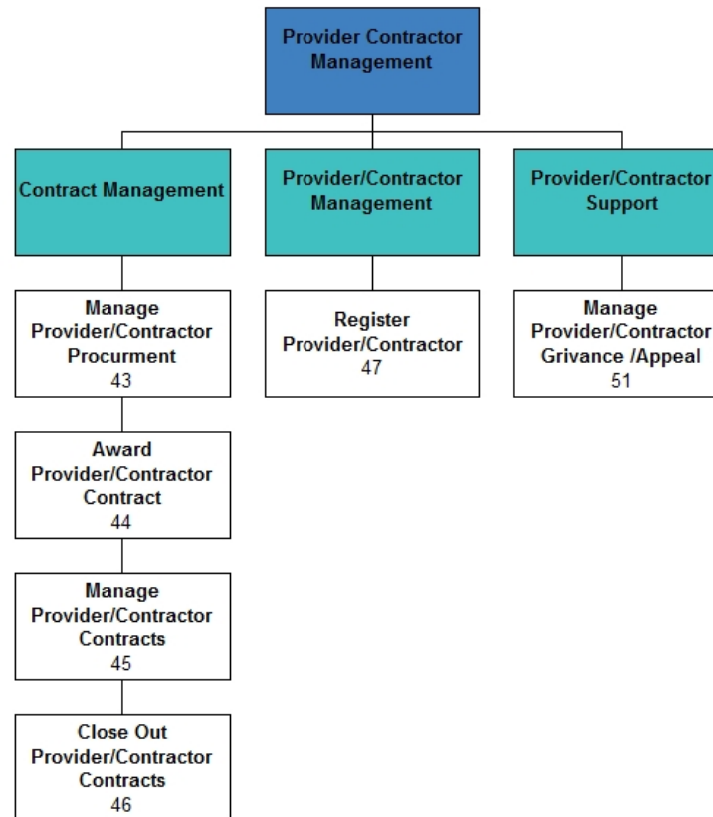 Provider Contractor
Management
Contract Management
Provider/Contractor
Management
Provider/Contractor
Support
Manage
Provider/Contractor
Procurment
43
Register
Provider/Contractor
47
Manage
Provider/Contractor
Grivance /Appeal
51
Award
Provider/Contractor
Contract
44
Manage
Provider/Contractor
Contracts
45
Close Out
Provider/Contractor
Contracts
46